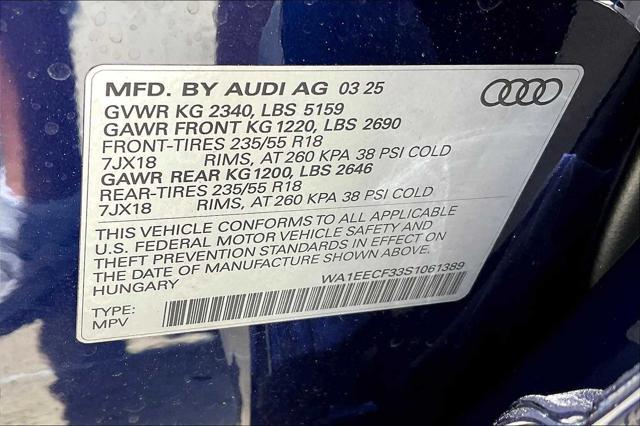 MFD. BY AUDI AG 03 25
GVWR KG 2340, LBS 5159
GAWR FRONT KG 1220, LBS 2690
FRONT-TIRES 235/55 R18
7JX18 RIMS, AT 260 KPA 38 PSI COLD
GAWR REAR KG1200, LBS 2646
REAR-TIRES 235/55 R18
7JX18 RIMS, AT 260 KPA 38 PSI COLD
THIS VEHICLE CONFORMS TO ALL APPLICABLE
U.S. FEDERAL MOTOR VEHICLE SAFETY AND
THEFT PREVENTION STANDARDS IN EFFECT ON
THE DATE OF MANUFACTURE SHOWN ABOVE.
HUNGARY
WA1EECF33S1061389
TYPE:
MPV